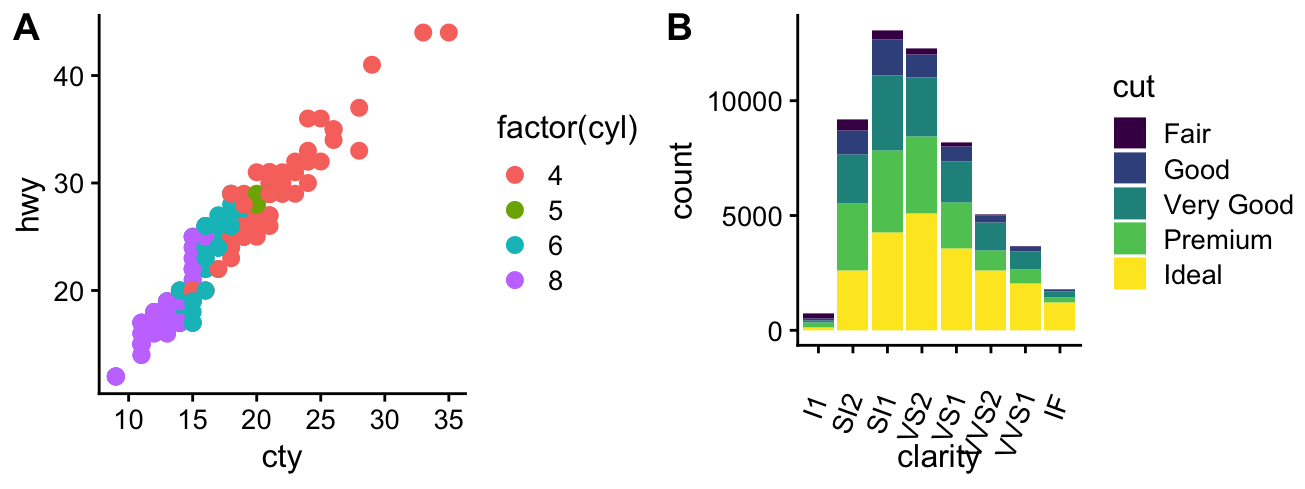 A
hwy
40
30
20
10 15 20 25 30 35
cty
factor(cyl)
4
5
6
8
B
count
10000
5000
0
I1 SI2 SI1 VS2 VS1 VVS2 VVS1 IF
clarity
cut
Fair
Good
Very Good
Premium
Ideal